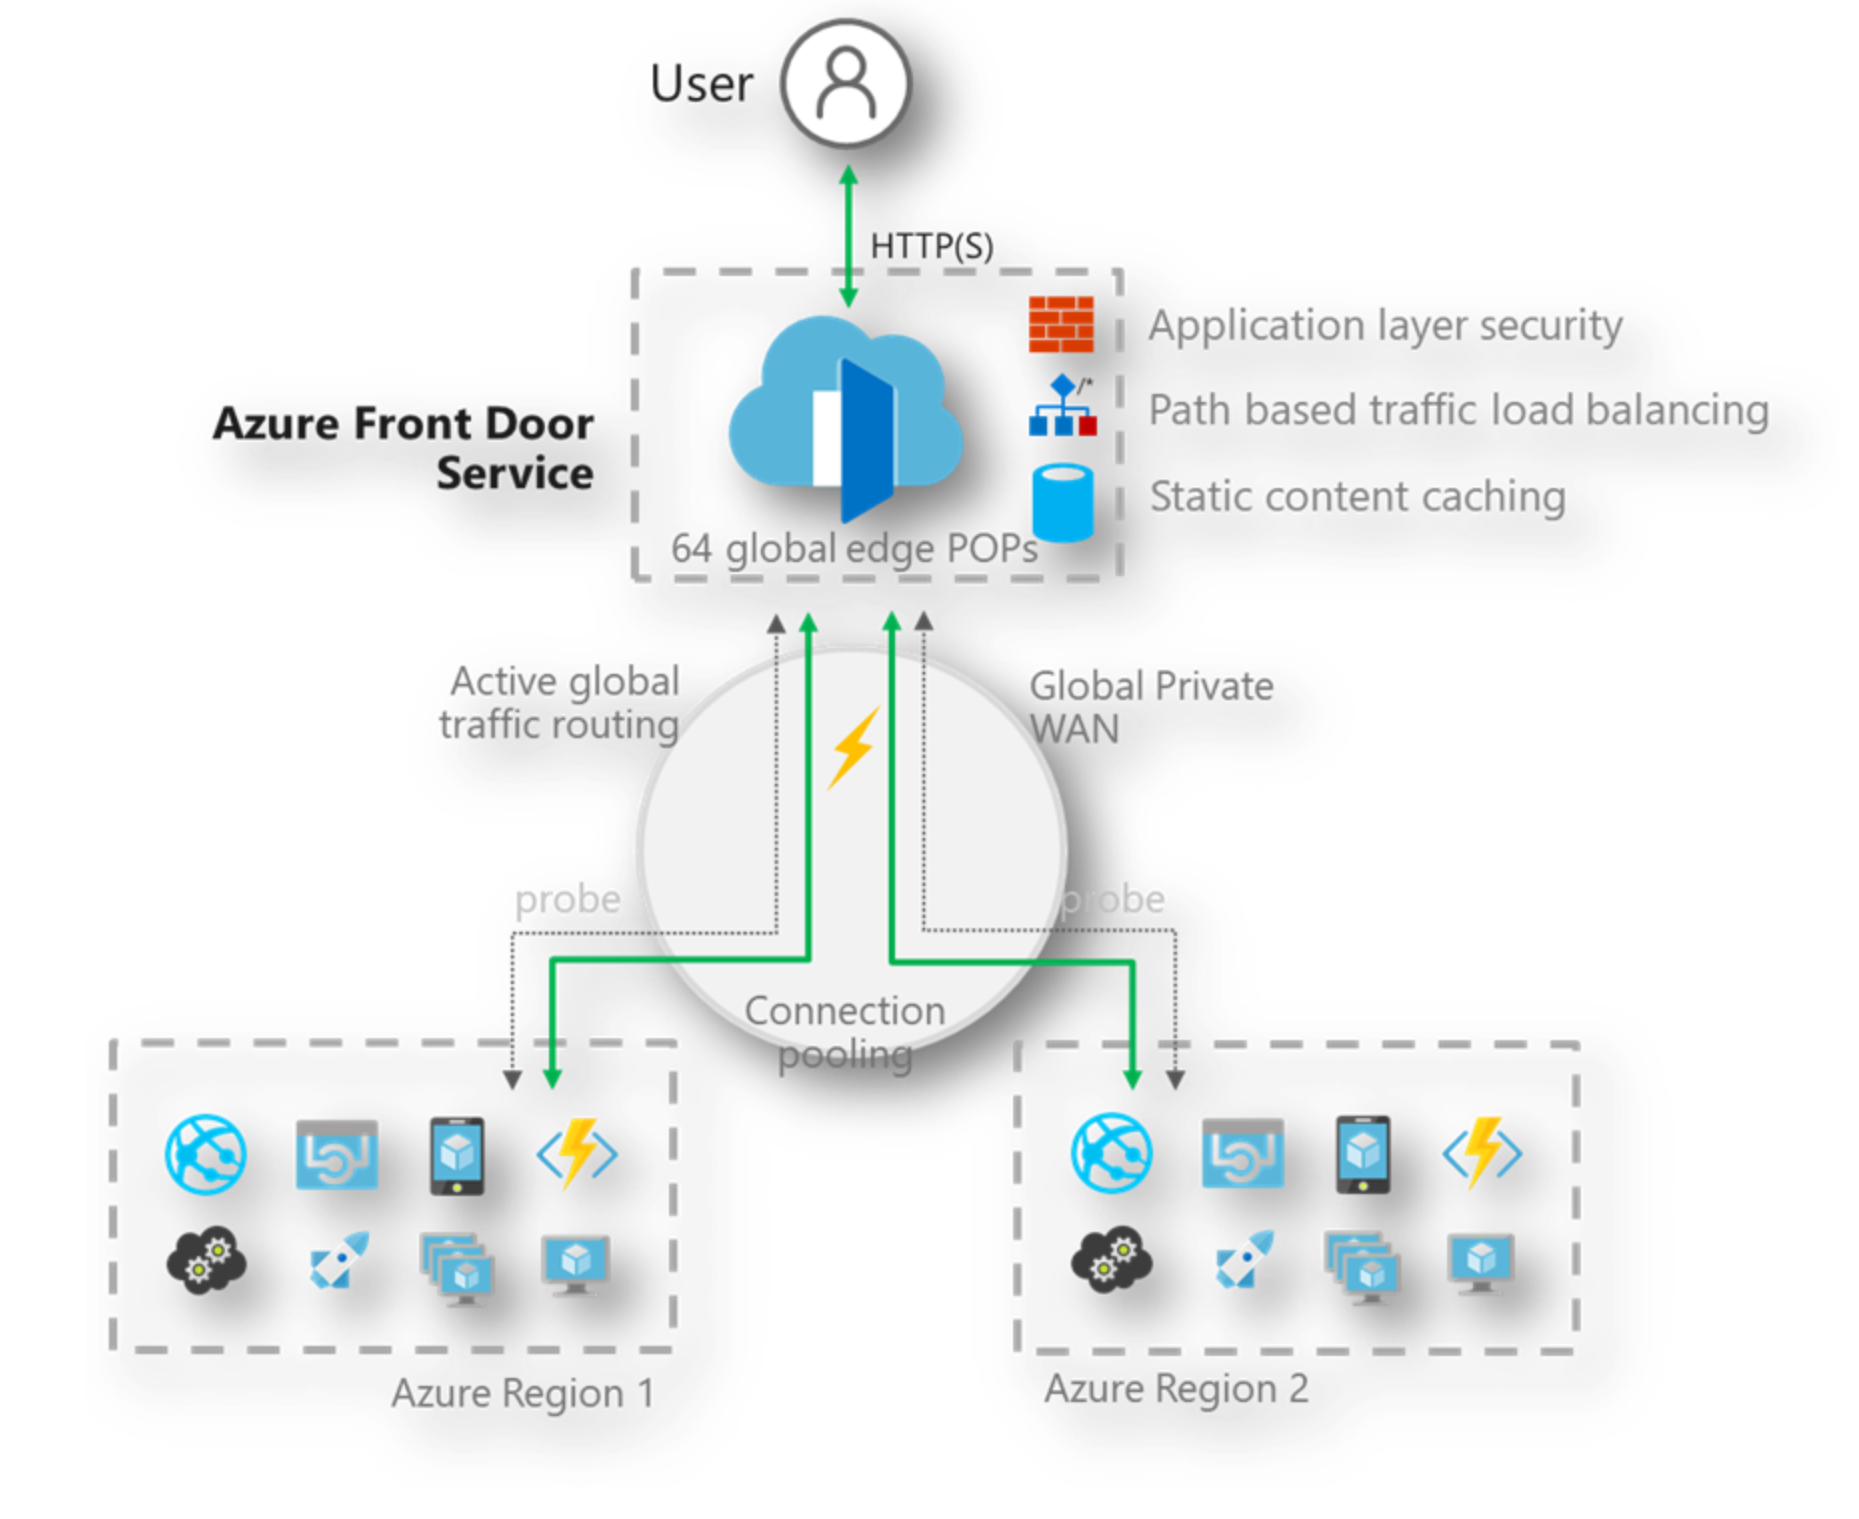 User
HTTP(S)
Application layer security
/*
Path based traffic load balancing
Azure Front Door
Service
Static content caching
64 global edge POPs
Active global
traffic routing
Global Private
WAN
probe
probe
Connection
pooling
Azure Region 1
Azure Region 2